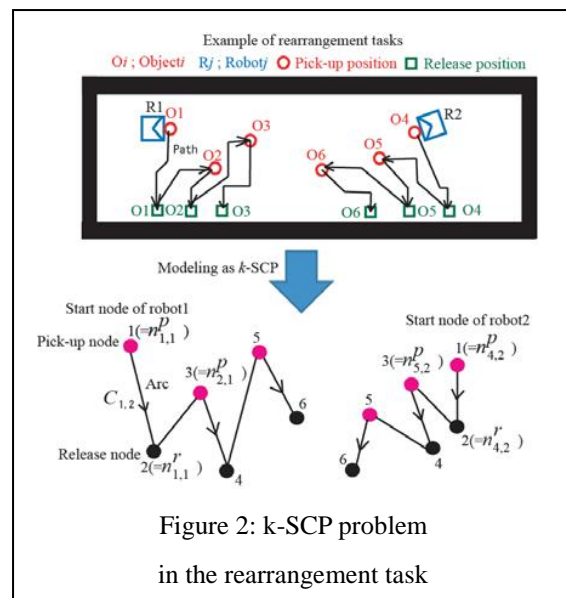 Example of rearrangement tasks
Oi ; Objecti Rj ; Robotj Pick-up position Release position
R1 O1 O3 O4 R2
Path O2 O6 O5
O1 O2 O3 O6 O5 O4
Modeling as k-SCP
Start node of robot1 Start node of robot2
Pick-up node 1(=n^p_{1,1}) 5 1(=n^p_{4,2})
Arc 3(=n^p_{2,1}) 3(=n^p_{5,2})
C_{1,2} 6 5
Release node 2(=n^r_{1,1}) 4 6 4 2(=n^r_{4,2})
Figure 2: k-SCP problem
in the rearrangement task